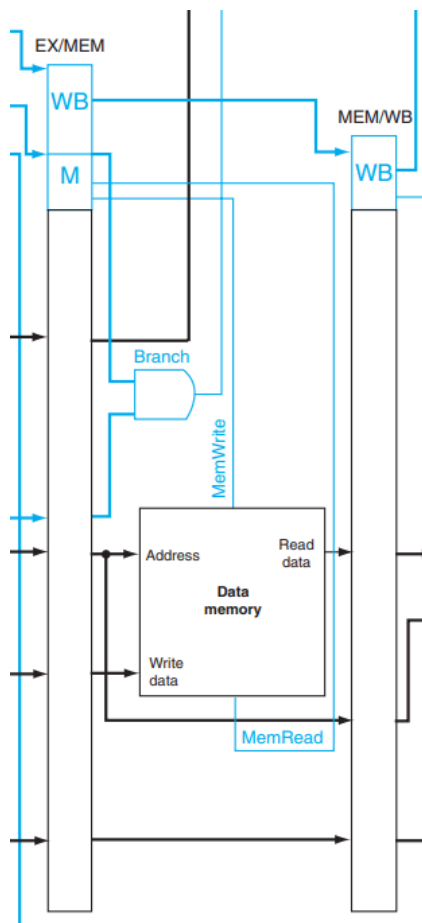 EX/MEM
WB
MEM/WB
M
WB
Branch
MemWrite
Address
Read
data
Data
memory
Write
data
MemRead